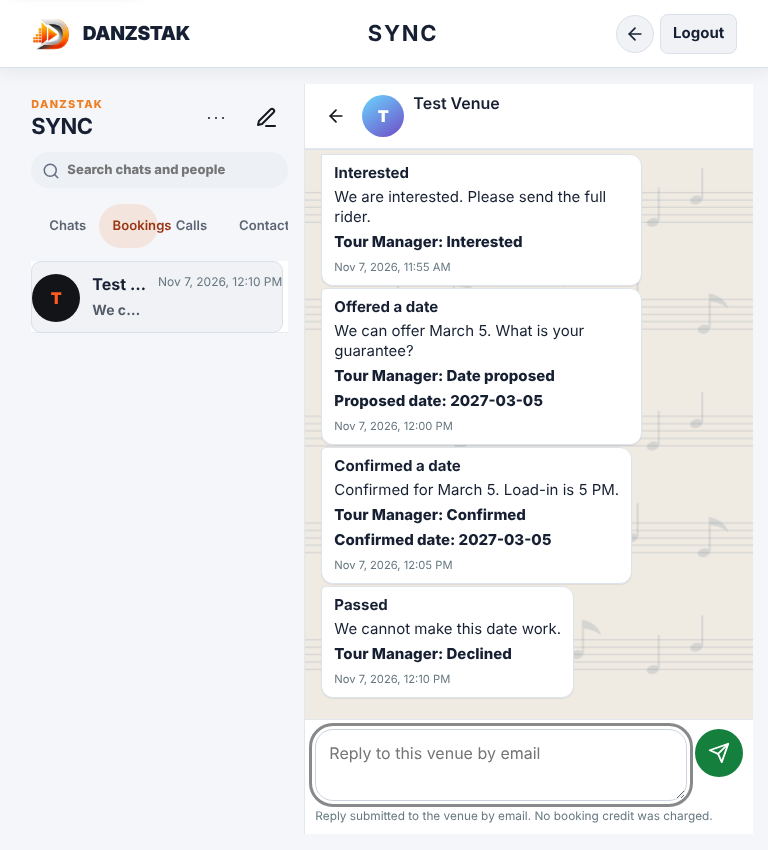 DANZSTAK
SYNC
Logout
DANZSTAK
SYNC
...
Search chats and people
Chats
Bookings
Calls
Contact
T
Test ...
Nov 7, 2026, 12:10 PM
We c...
T
Test Venue
Interested
We are interested. Please send the full
rider.
Tour Manager: Interested
Nov 7, 2026, 11:55 AM
Offered a date
We can offer March 5. What is your
guarantee?
Tour Manager: Date proposed
Proposed date: 2027-03-05
Nov 7, 2026, 12:00 PM
Confirmed a date
Confirmed for March 5. Load-in is 5 PM.
Tour Manager: Confirmed
Confirmed date: 2027-03-05
Nov 7, 2026, 12:05 PM
Passed
We cannot make this date work.
Tour Manager: Declined
Nov 7, 2026, 12:10 PM
Reply to this venue by email
Reply submitted to the venue by email. No booking credit was charged.